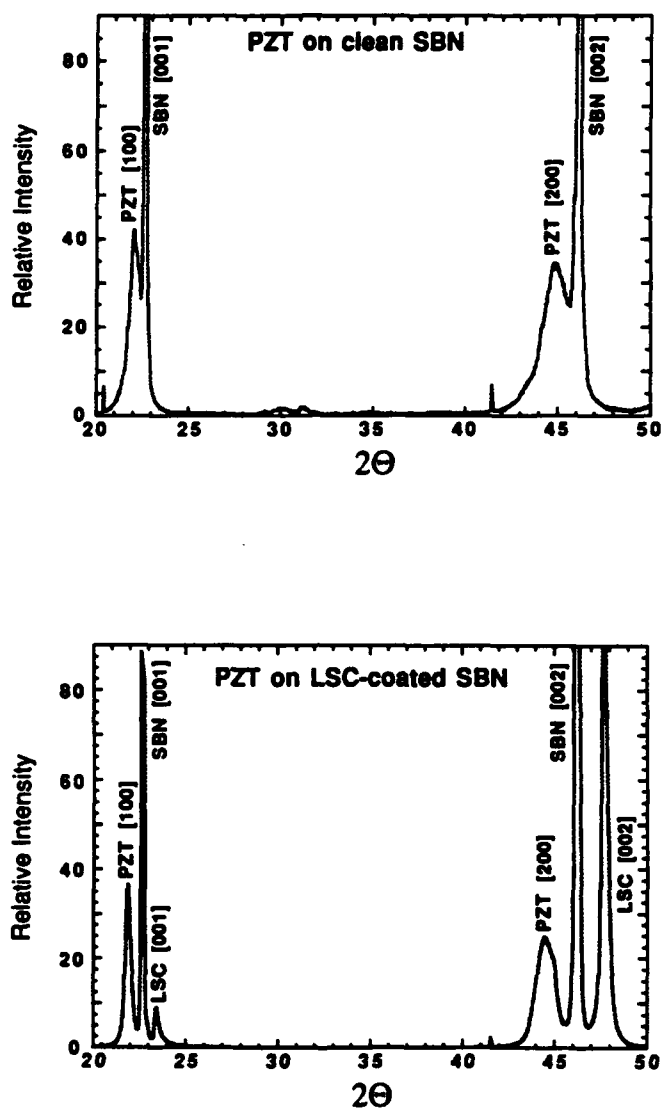 PZT on clean SBN
Relative Intensity
80
60
40
20
0
PZT [100]
SBN [001]
PZT [200]
SBN [002]
20 25 30 35 40 45 50
2Θ
PZT on LSC-coated SBN
Relative Intensity
80
60
40
20
0
PZT [100]
SBN [001]
LSC [001]
PZT [200]
SBN [002]
LSC [002]
20 25 30 35 40 45 50
2Θ